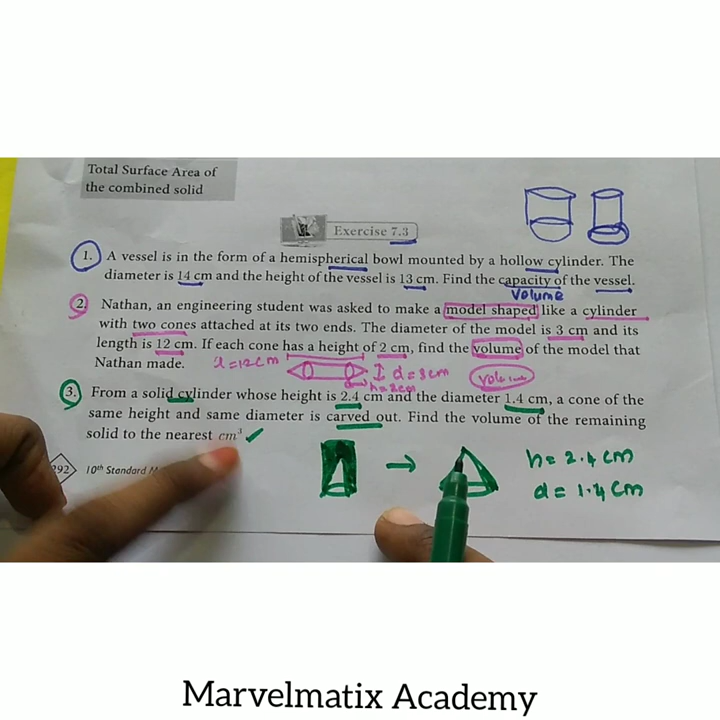 Total Surface Area of
the combined solid
Exercise 7.3
1. A vessel is in the form of a hemispherical bowl mounted by a hollow cylinder. The
diameter is 14 cm and the height of the vessel is 13 cm. Find the capacity of the vessel.
Volume
2. Nathan, an engineering student was asked to make a model shaped like a cylinder
with two cones attached at its two ends. The diameter of the model is 3 cm and its
length is 12 cm. If each cone has a height of 2 cm, find the volume of the model that
Nathan made. l=12cm d=3cm volume
h=2cm
3. From a solid cylinder whose height is 2.4 cm and the diameter 1.4 cm, a cone of the
same height and same diameter is carved out. Find the volume of the remaining
solid to the nearest cm³
h= 2.4 cm
d= 1.4 cm
292 10th Standard
Marvelmatix Academy